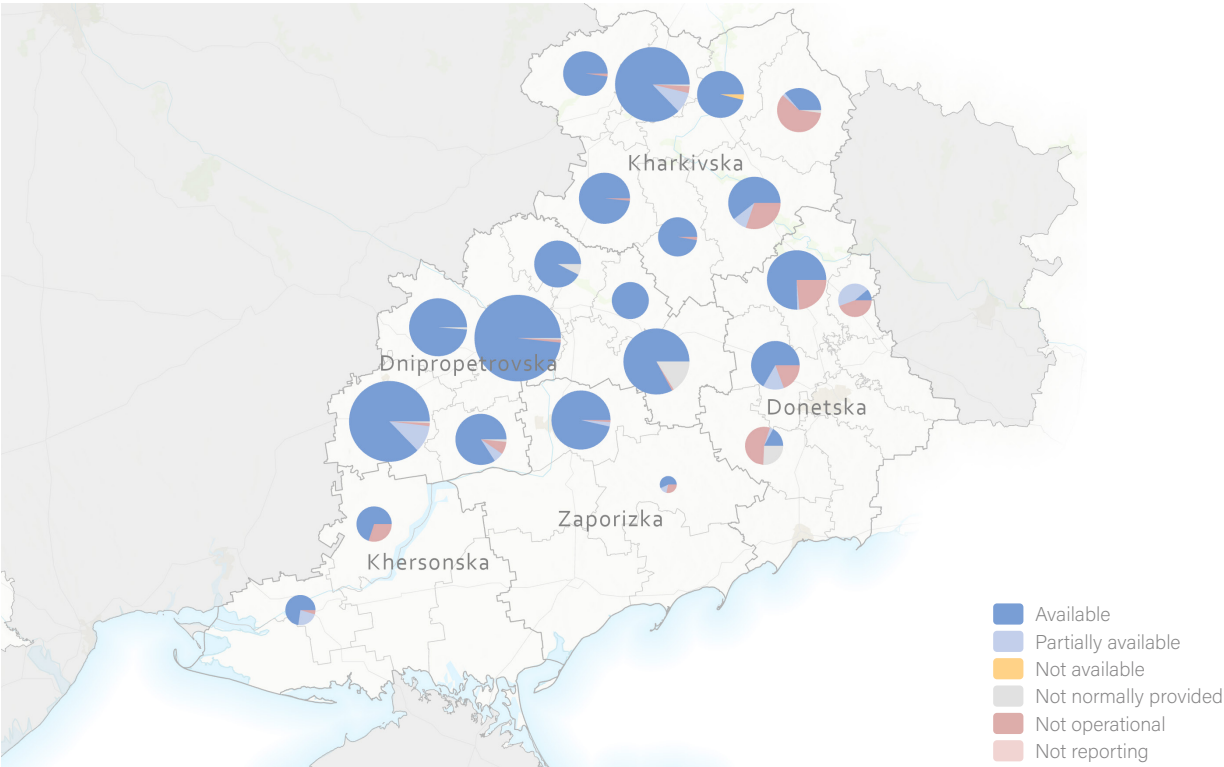 Kharkivska
Dnipropetrovska
Donetska
Zaporizka
Khersonska
Available
Partially available
Not available
Not normally provided
Not operational
Not reporting